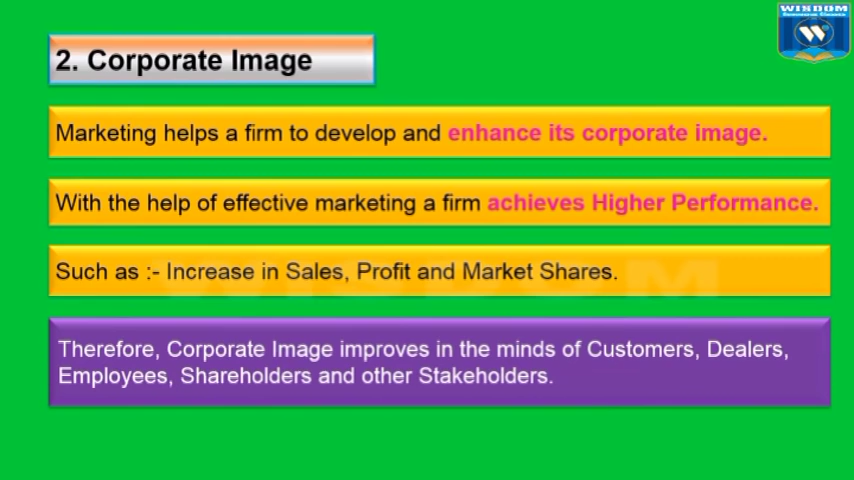 WISDOM
W
2. Corporate Image
Marketing helps a firm to develop and enhance its corporate image.
With the help of effective marketing a firm achieves Higher Performance.
Such as :- Increase in Sales, Profit and Market Shares.
WISDOM
Therefore, Corporate Image improves in the minds of Customers, Dealers,
Employees, Shareholders and other Stakeholders.